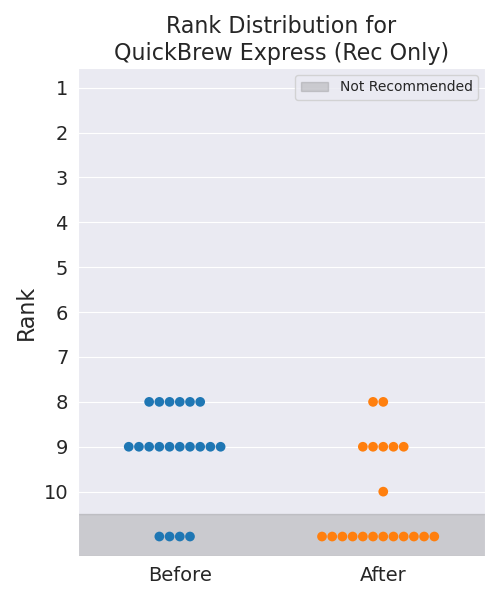 Rank Distribution for
QuickBrew Express (Rec Only)
Not Recommended
1
2
3
4
5
6
7
8
9
10
Rank
Before
After